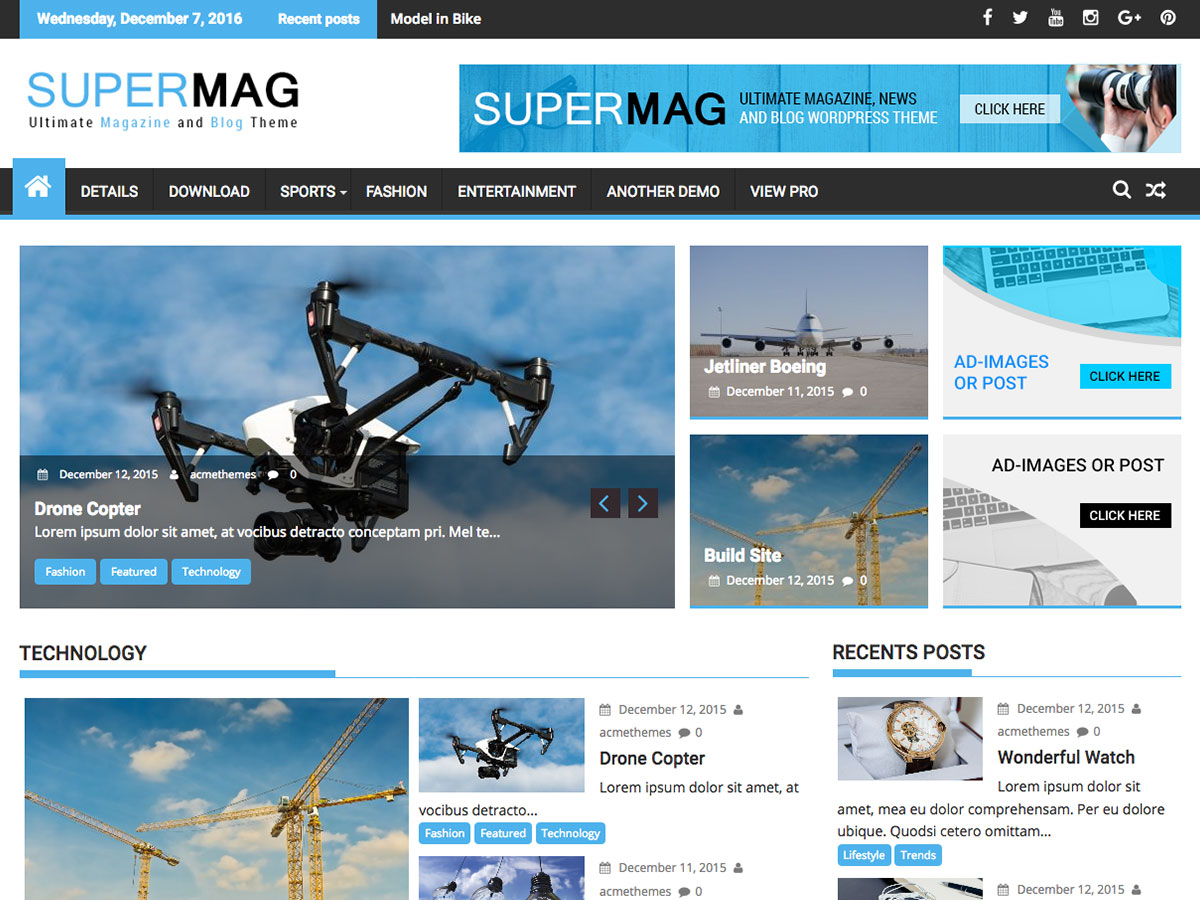 Wednesday, December 7, 2016
Recent posts
Model in Bike
You Tube
G+
SUPERMAG
Ultimate Magazine and Blog Theme
SUPERMAG
ULTIMATE MAGAZINE, NEWS
AND BLOG WORDPRESS THEME
CLICK HERE
DETAILS
DOWNLOAD
SPORTS
FASHION
ENTERTAINMENT
ANOTHER DEMO
VIEW PRO
December 12, 2015 acmethemes 0
Drone Copter
Lorem ipsum dolor sit amet, at vocibus detracto conceptam pri. Mel te...
Fashion Featured Technology
Jetliner Boeing
December 11, 2015 0
Build Site
December 12, 2015 0
AD-IMAGES
OR POST
CLICK HERE
AD-IMAGES OR POST
CLICK HERE
TECHNOLOGY
December 12, 2015
acmethemes 0
Drone Copter
Lorem ipsum dolor sit amet, at
vocibus detracto...
Fashion Featured Technology
December 11, 2015
acmethemes 0
RECENTS POSTS
December 12, 2015
acmethemes 0
Wonderful Watch
Lorem ipsum dolor sit
amet, mea eu dolor comprehensam. Per eu dolore
ubique. Quodsi cetero omittam...
Lifestyle Trends
December 12, 2015